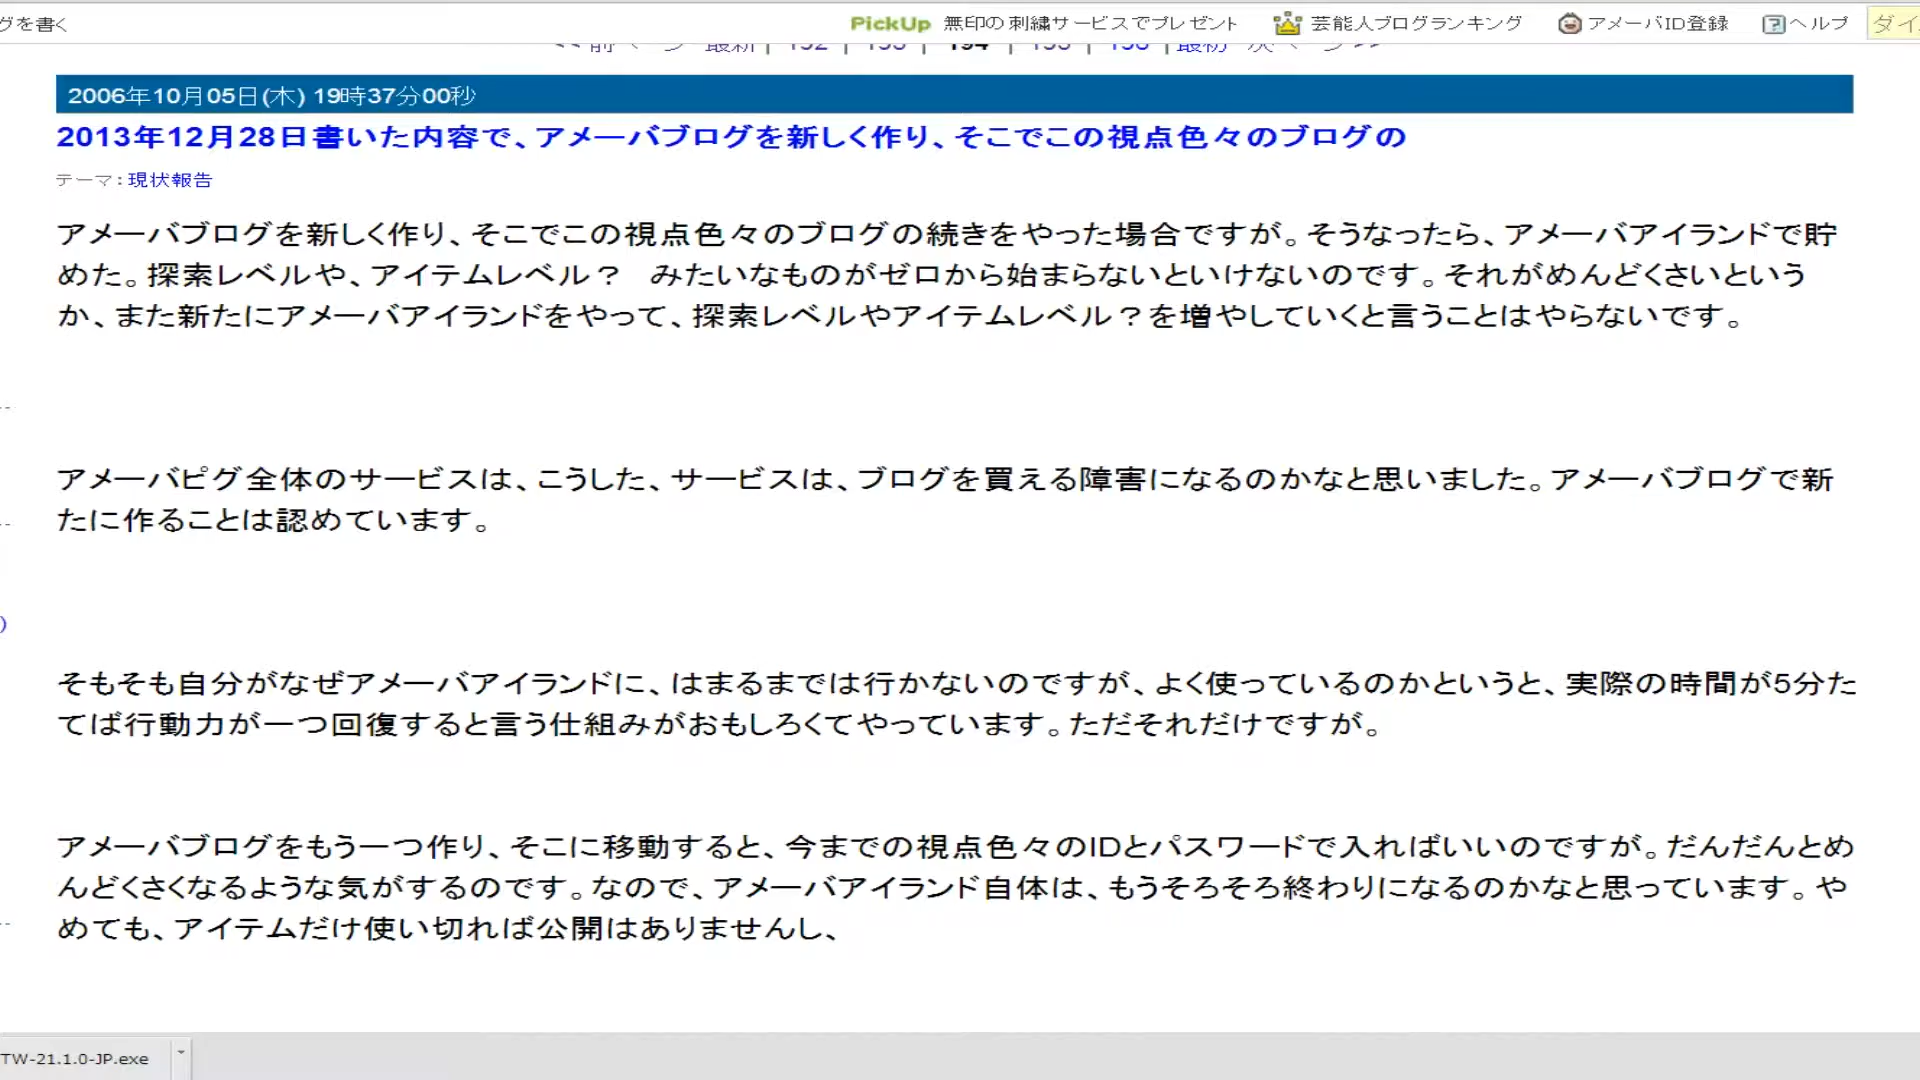 グを書く PickUp 無印の刺繍サービスでプレゼント 芸能人ブログランキング アメーバID登録 ヘルプ ダイ
最新 | 192 | 193 | 194 | 195 | 196 | 最初
2006年10月05日(木) 19時37分00秒
2013年12月28日書いた内容で、アメーバブログを新しく作り、そこでこの視点色々のブログの
テーマ：現状報告
アメーバブログを新しく作り、そこでこの視点色々のブログの続きをやった場合ですが。そうなったら、アメーバアイランドで貯
めた。探索レベルや、アイテムレベル？　みたいなものがゼロから始まらないといけないのです。それがめんどくさいという
か、また新たにアメーバアイランドをやって、探索レベルやアイテムレベル？を増やしていくと言うことはやらないです。
アメーバピグ全体のサービスは、こうした、サービスは、ブログを買える障害になるのかなと思いました。アメーバブログで新
たに作ることは認めています。
)
そもそも自分がなぜアメーバアイランドに、はまるまでは行かないのですが、よく使っているのかというと、実際の時間が5分た
てば行動力が一つ回復すると言う仕組みがおもしろくてやっています。ただそれだけですが。
アメーバブログをもう一つ作り、そこに移動すると、今までの視点色々のIDとパスワードで入ればいいのですが。だんだんとめ
んどくさくなるような気がするのです。なので、アメーバアイランド自体は、もうそろそろ終わりになるのかなと思っています。や
めても、アイテムだけ使い切れば公開はありませんし、
TW-21.1.0-JP.exe